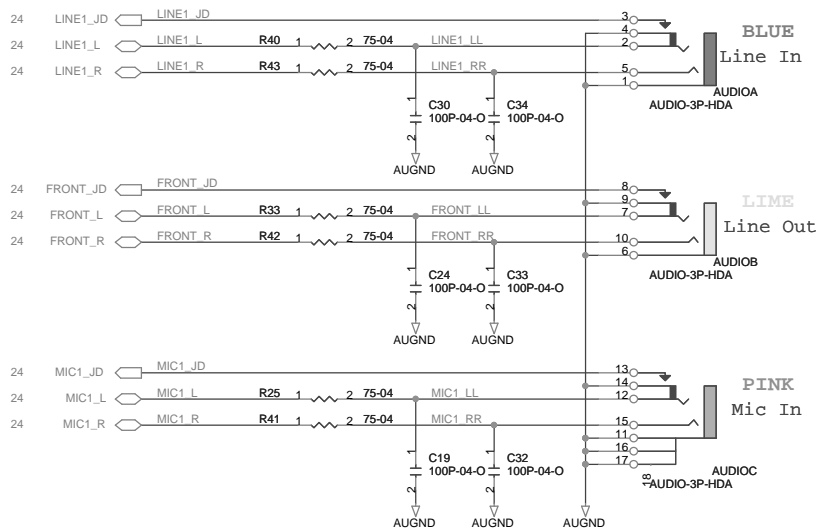 24 LINE1_JD LINE1_JD 3
4 BLUE
24 LINE1_L LINE1_L R40 1 2 75-04 LINE1_LL 2 Line In
24 LINE1_R LINE1_R R43 1 2 75-04 LINE1_RR 5
1 AUDIOA
AUDIO-3P-HDA
1 C30 1 C34
2 100P-04-O 2 100P-04-O
AUGND AUGND
24 FRONT_JD FRONT_JD 8
9 LIME
24 FRONT_L FRONT_L R33 1 2 75-04 FRONT_LL 7 Line Out
24 FRONT_R FRONT_R R42 1 2 75-04 FRONT_RR 10
6 AUDIOB
AUDIO-3P-HDA
1 C24 1 C33
2 100P-04-O 2 100P-04-O
AUGND AUGND
24 MIC1_JD MIC1_JD 13
14 PINK
24 MIC1_L MIC1_L R25 1 2 75-04 MIC1_LL 12 Mic In
24 MIC1_R MIC1_R R41 1 2 75-04 MIC1_RR 15
11
16
17 AUDIOC
18 AUDIO-3P-HDA
1 C19 1 C32
2 100P-04-O 2 100P-04-O
AUGND AUGND AUGND